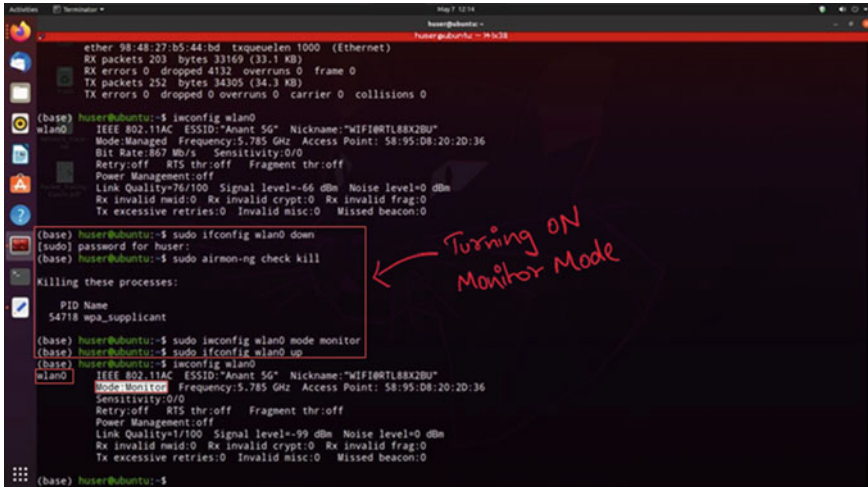 Activities
Terminator
May 7 12:14
huser@ubuntu: ~
huser@ubuntu: ~ 145x38
ether 98:48:27:b5:44:bd txqueuelen 1000 (Ethernet)
RX packets 203 bytes 33169 (33.1 KB)
RX errors 0 dropped 4132 overruns 0 frame 0
TX packets 252 bytes 34305 (34.3 KB)
TX errors 0 dropped 0 overruns 0 carrier 0 collisions 0
(base) huser@ubuntu:~$ iwconfig wlan0
wlan0 IEEE 802.11AC ESSID:"Anant 5G" Nickname:"WIFI@RTL88X2BU"
Mode:Managed Frequency:5.785 GHz Access Point: 58:95:D8:20:2D:36
Bit Rate:867 Mb/s Sensitivity:0/0
Retry:off RTS thr:off Fragment thr:off
Power Management:off
Link Quality=76/100 Signal level=-66 dBm Noise level=0 dBm
Rx invalid nwid:0 Rx invalid crypt:0 Rx invalid frag:0
Tx excessive retries:0 Invalid misc:0 Missed beacon:0
(base) huser@ubuntu:~$ sudo ifconfig wlan0 down
[sudo] password for huser:
(base) huser@ubuntu:~$ sudo airmon-ng check kill
Killing these processes:
PID Name
54718 wpa_supplicant
(base) huser@ubuntu:~$ sudo iwconfig wlan0 mode monitor
(base) huser@ubuntu:~$ sudo ifconfig wlan0 up
(base) huser@ubuntu:~$ iwconfig wlan0
wlan0 IEEE 802.11AC ESSID:"Anant 5G" Nickname:"WIFI@RTL88X2BU"
Mode:Monitor Frequency:5.785 GHz Access Point: 58:95:D8:20:2D:36
Sensitivity:0/0
Retry:off RTS thr:off Fragment thr:off
Power Management:off
Link Quality=1/100 Signal level=-99 dBm Noise level=0 dBm
Rx invalid nwid:0 Rx invalid crypt:0 Rx invalid frag:0
Tx excessive retries:0 Invalid misc:0 Missed beacon:0
(base) huser@ubuntu:~$
Turning ON
Monitor Mode